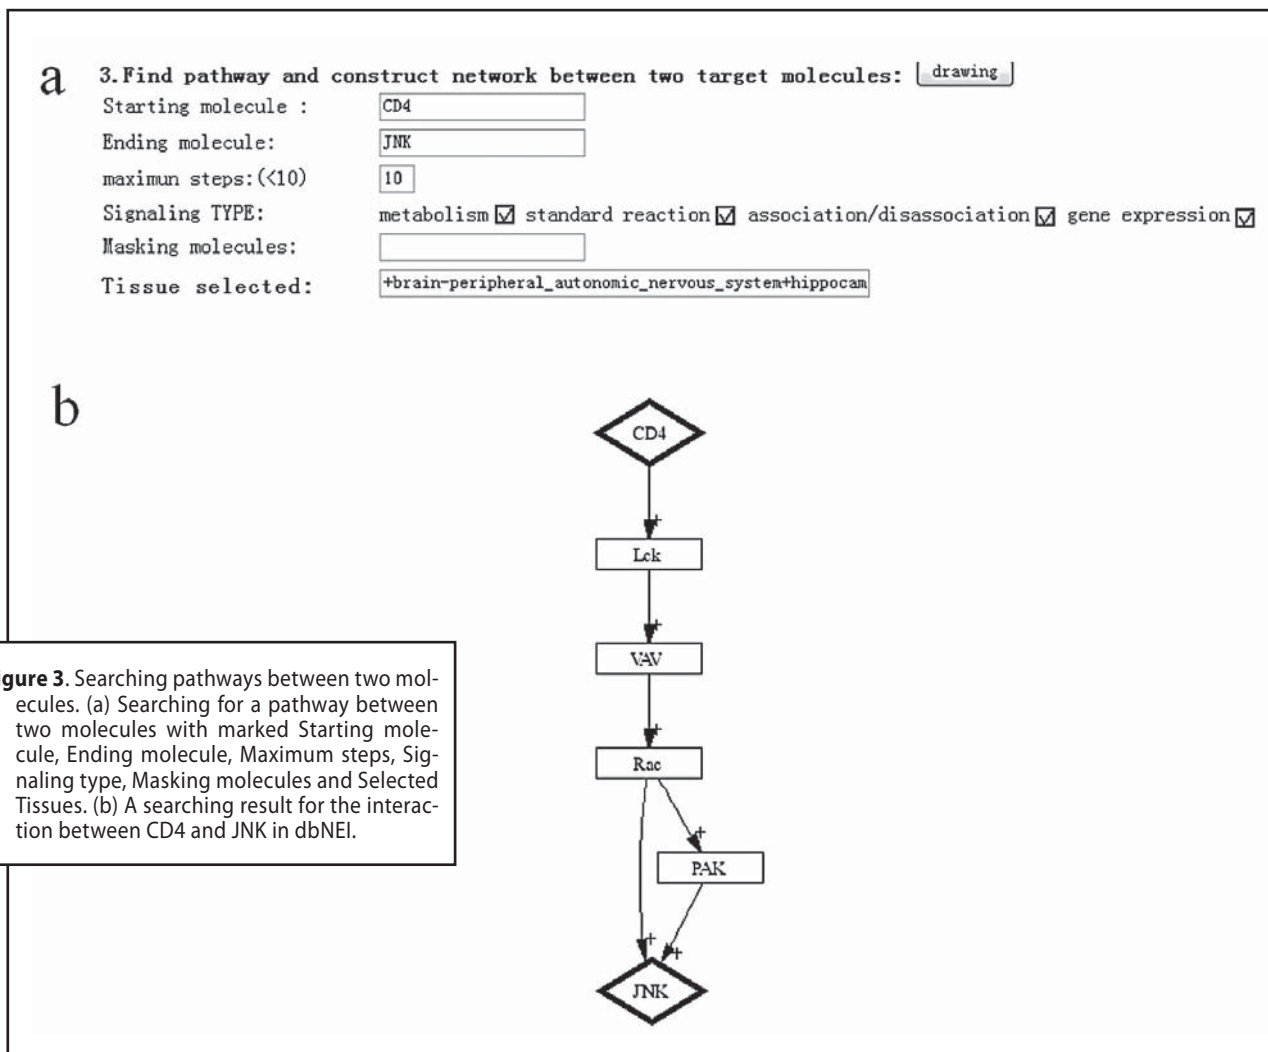 a
3.Find pathway and construct network between two target molecules: drawing
Starting molecule : CD4
Ending molecule: JNK
maximun steps:(<10) 10
Signaling TYPE: metabolism standard reaction association/disassociation gene expression
Masking molecules:
Tissue selected: +brain-peripheral_autonomic_nervous_system+hippocam
b
CD4
+
Lck
+
VAV
+
Rac
+
PAK
+
+
JNK
igure 3. Searching pathways between two mol-
ecules. (a) Searching for a pathway between
two molecules with marked Starting mole-
cule, Ending molecule, Maximum steps, Sig-
naling type, Masking molecules and Selected
Tissues. (b) A searching result for the interac-
tion between CD4 and JNK in dbNEI.